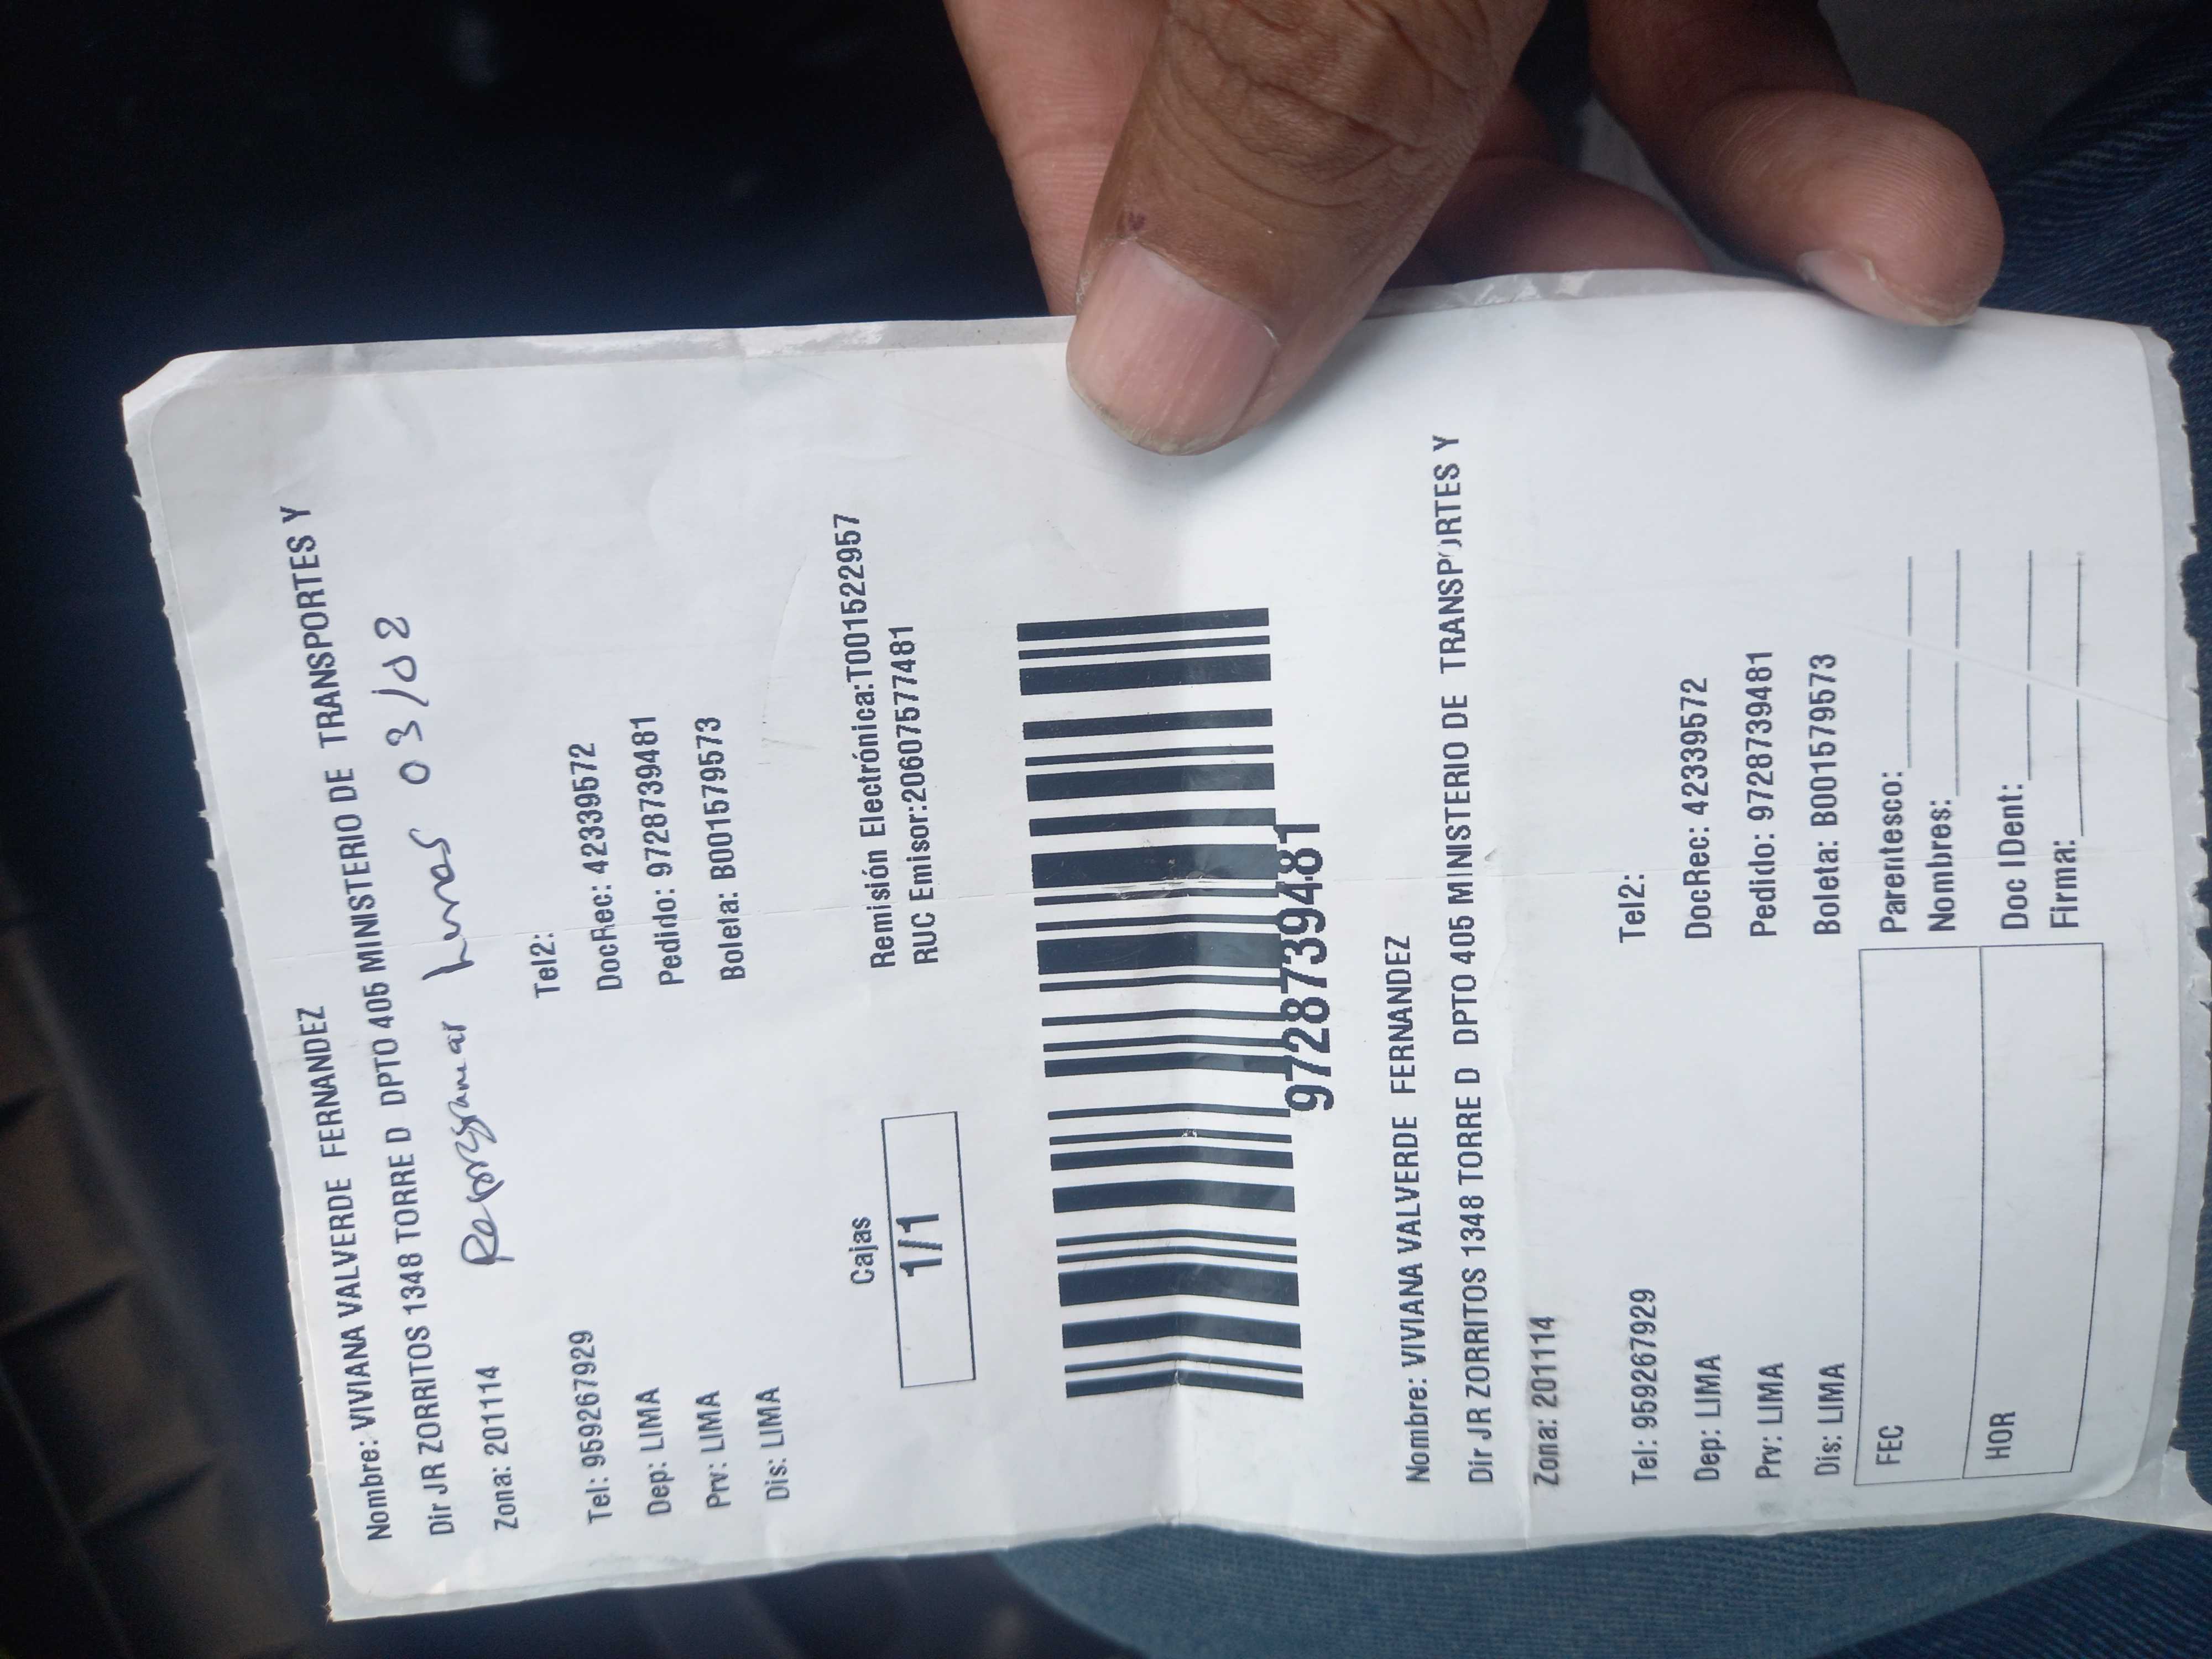 Nombre: VIVIANA VALVERDE FERNANDEZ
Dir JR ZORRITOS 1348 TORRE D DPTO 405 MINISTERIO DE TRANSPORTES Y
Zona: 201114
Reprogramar Lunes 03/02
Tel: 959267929 Tel2:
Dep: LIMA DocRec: 42339572
Prv: LIMA Pedido: 9728739481
Dis: LIMA Boleta: B001579573
Cajas
1/1
Remisión Electrónica:T001522957
RUC Emisor:20607577481
9728739481
Nombre: VIVIANA VALVERDE FERNANDEZ
Dir JR ZORRITOS 1348 TORRE D DPTO 405 MINISTERIO DE TRANSPORTES Y
Zona: 201114
Tel: 959267929 Tel2:
Dep: LIMA DocRec: 42339572
Prv: LIMA Pedido: 9728739481
Dis: LIMA Boleta: B001579573
FEC
HOR
Parentesco:
Nombres:
Doc IDent:
Firma: